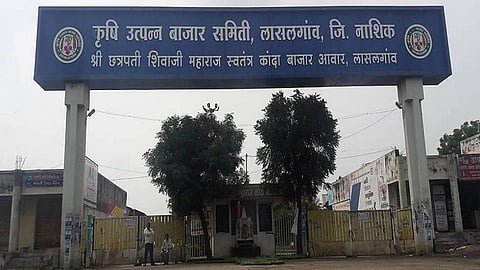 कृषि उत्पन्न बाजार समिती, लासलगांव, जि. नाशिक
श्री छत्रपती शिवाजी महाराज स्वतंत्र कांदा बाजार आवार, लासलगांव